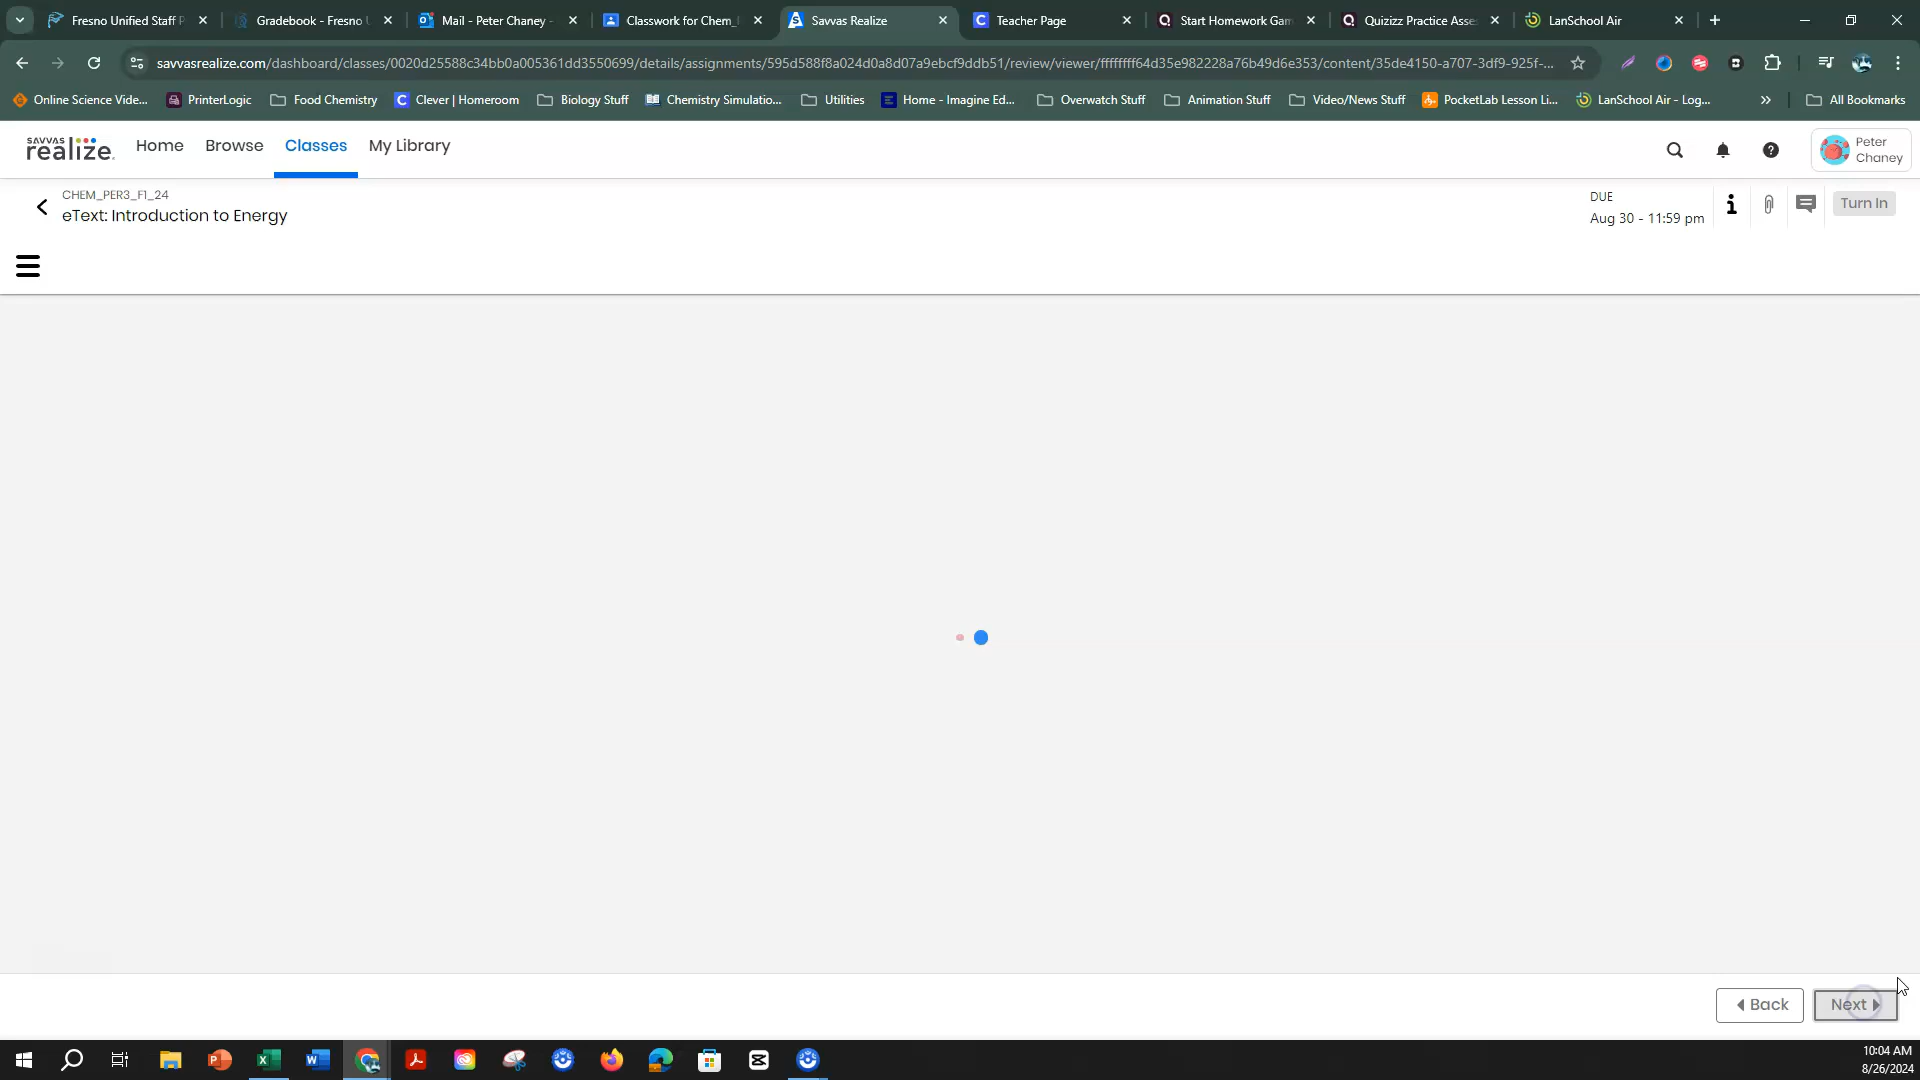 Fresno Unified Staff P
Gradebook - Fresno U
Mail - Peter Chaney -
Classwork for Chem_
Savvas Realize
Teacher Page
Start Homework Gam
Quizizz Practice Asse
LanSchool Air
savvasrealize.com/dashboard/classes/0020d25588c34bb0a005361dd3550699/details/assignments/595d588f8a024d0a8d07a9ebcf9ddb51/review/viewer/ffffffff64d35e982228a76b49d6e353/content/35de4150-a707-3df9-925f-...
Online Science Vide...
PrinterLogic
Food Chemistry
Clever | Homeroom
Biology Stuff
Chemistry Simulatio...
Utilities
Home - Imagine Ed...
Overwatch Stuff
Animation Stuff
Video/News Stuff
PocketLab Lesson Li...
LanSchool Air - Log...
All Bookmarks
SAVVAS
realize.
Home
Browse
Classes
My Library
Peter
Chaney
CHEM_PER3_F1_24
eText: Introduction to Energy
DUE
Aug 30 - 11:59 pm
Turn In
Back
Next
10:04 AM
8/26/2024